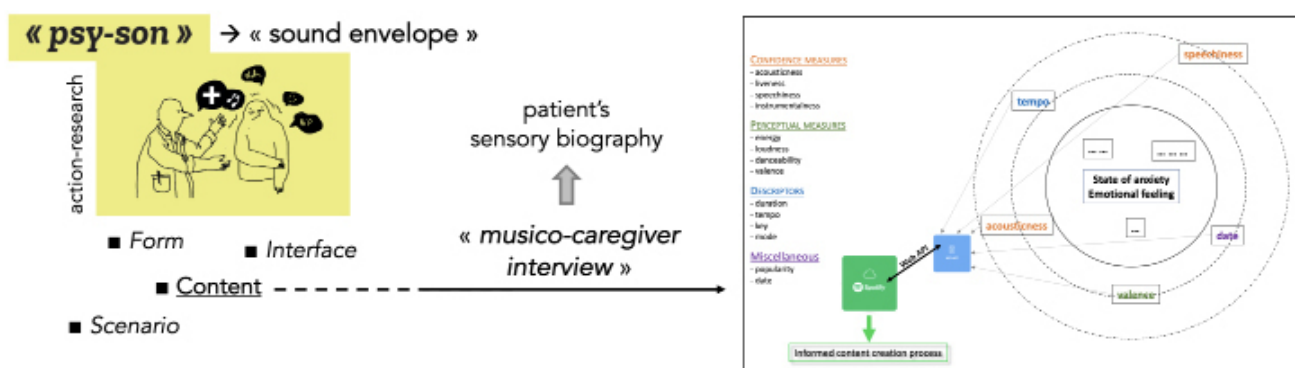 « psy-son » → « sound envelope »
action-research
■ Form
■ Interface
■ Content
■ Scenario
patient's
sensory biography
« musico-caregiver
interview »
CONFIDENCE MEASURES
- acousticness
- liveness
- speechiness
- instrumentalness
PERCEPTUAL MEASURES
- energy
- loudness
- danceability
- valence
DESCRIPTORS
- duration
- tempo
- key
- mode
Miscellaneous
- popularity
- date
speechiness
tempo
... ...
... ... ...
State of anxiety
Emotional feeling
...
acousticness
date
valence
Web API
Spotify
Informed content creation process